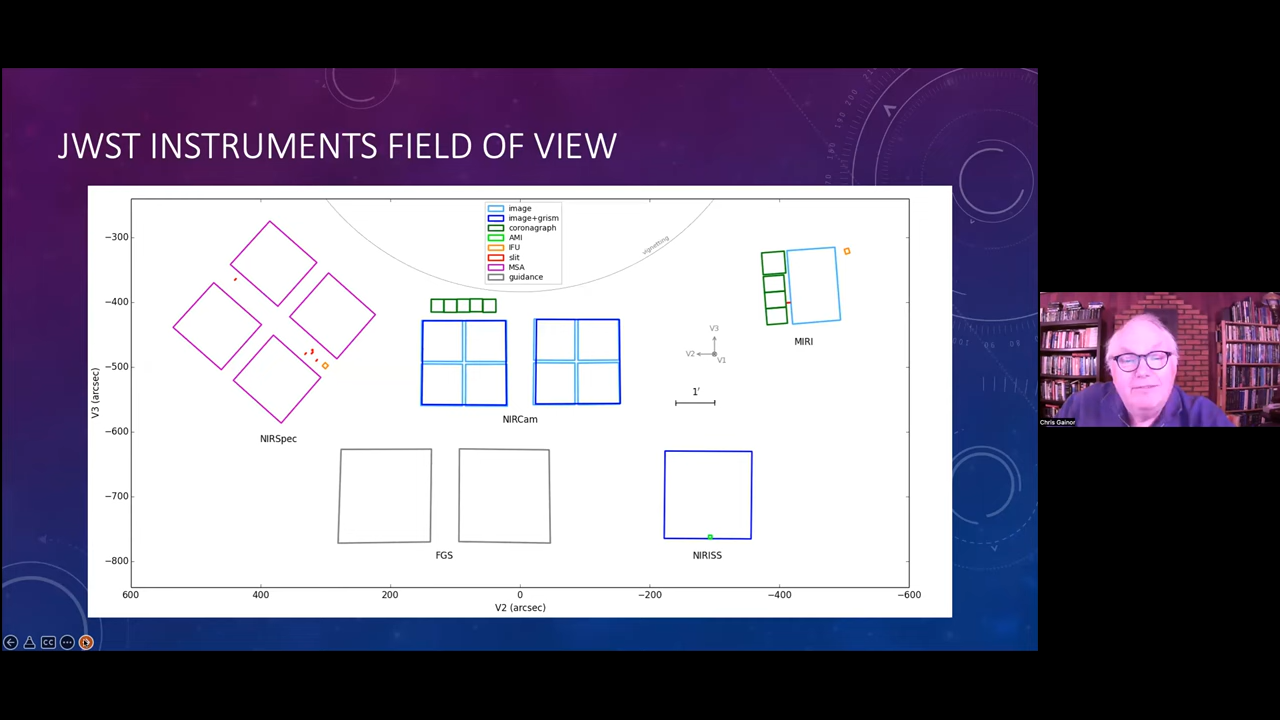 JWST INSTRUMENTS FIELD OF VIEW
image
image+grism
coronagraph
AMI
IFU
slit
MSA
guidance
vignetting
−300
−400
−500
−600
−700
−800
V3 (arcsec)
NIRSpec
NIRCam
MIRI
V3
V2
V1
1′
FGS
NIRISS
600
400
200
0
−200
−400
−600
V2 (arcsec)
CC
Chris Gainor